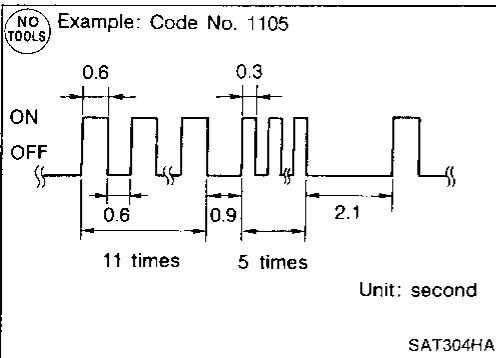 NO TOOLS
Example: Code No. 1105
0.6
0.3
ON
OFF
0.6
0.9
2.1
11 times
5 times
Unit: second
SAT304HA